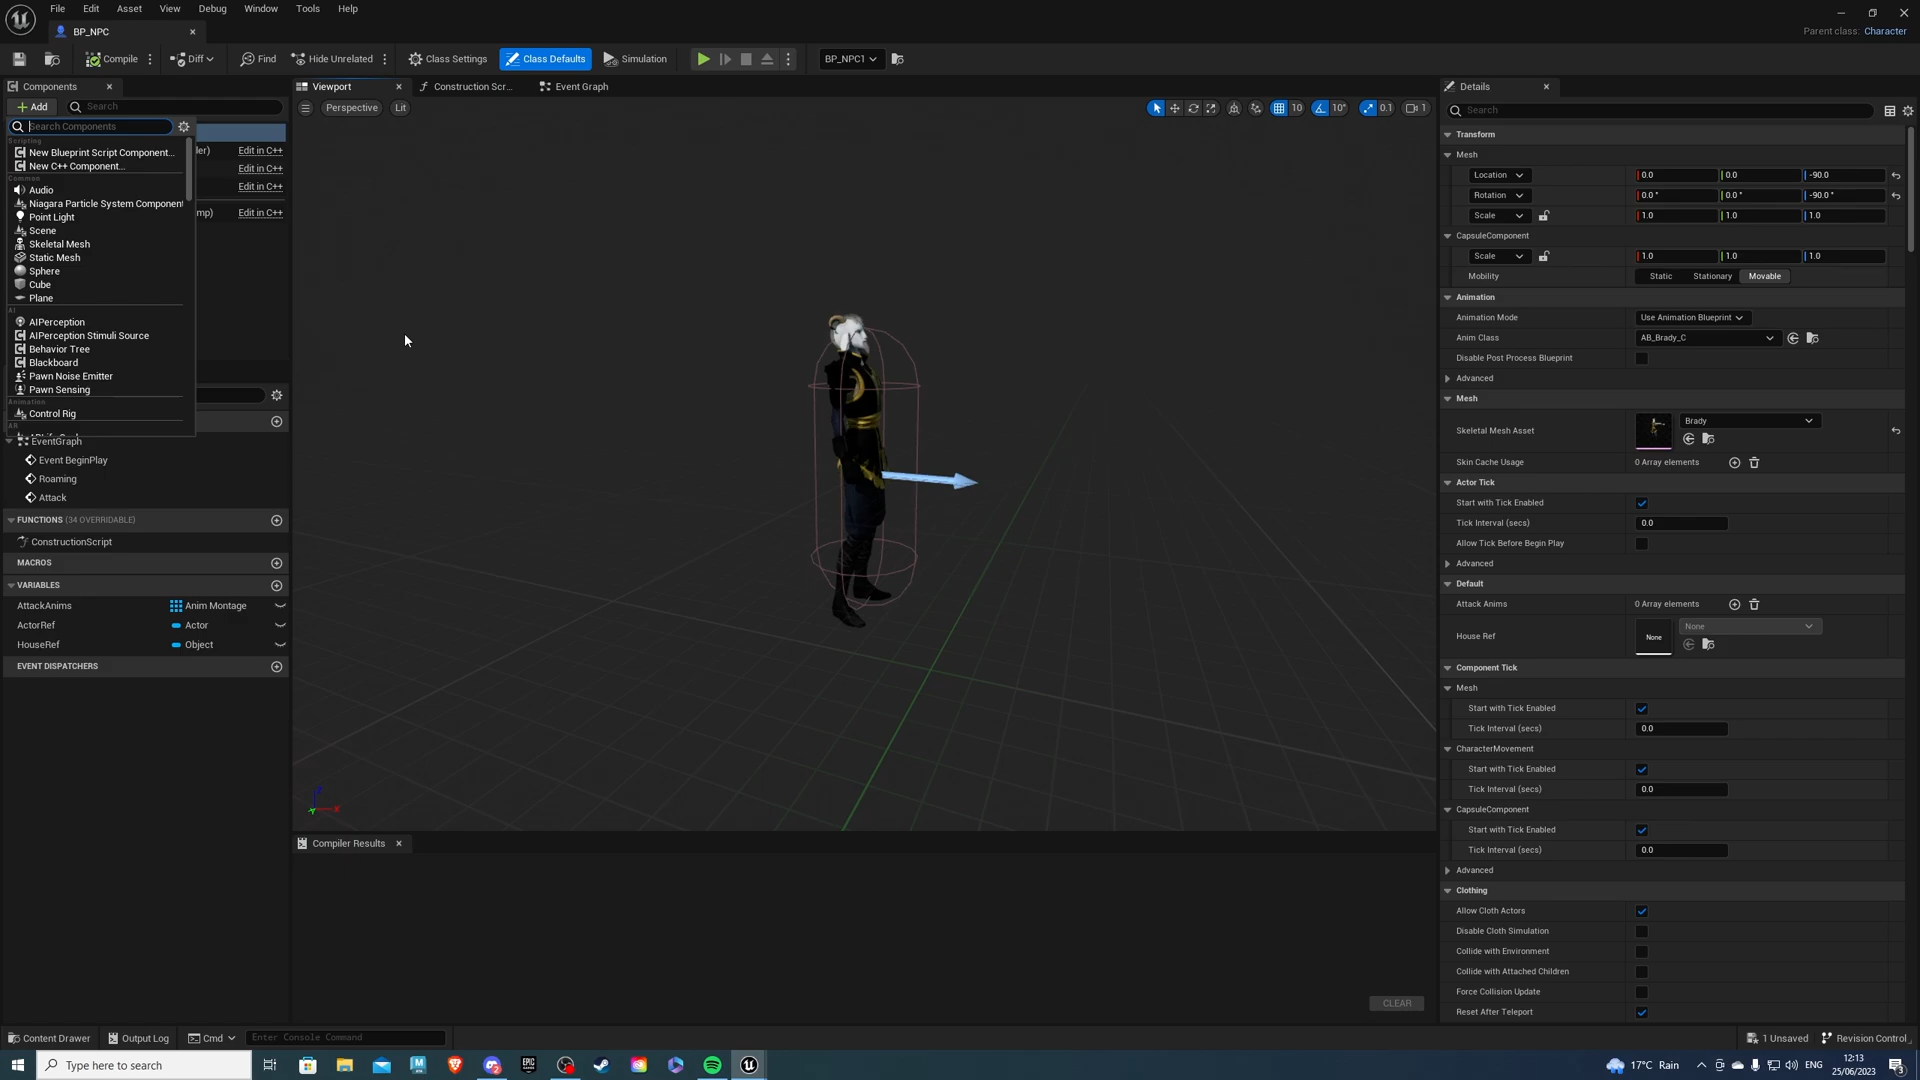 File Edit Asset View Debug Window Tools Help
BP_NPC
Parent class: Character
Compile Diff Find Hide Unrelated Class Settings Class Defaults Simulation BP_NPC1
Components
Viewport Construction Scr... Event Graph
Details
Add Search
Perspective Lit 10 10° 0.1 1
Search
Search Components
Scripting
New Blueprint Script Component...
New C++ Component...
Common
Audio
Niagara Particle System Component
Point Light
Scene
Skeletal Mesh
Static Mesh
Sphere
Cube
Plane
AI
AIPerception
AIPerception Stimuli Source
Behavior Tree
Blackboard
Pawn Noise Emitter
Pawn Sensing
Animation
Control Rig
AR
ler) Edit in C++
Edit in C++
Edit in C++
mp) Edit in C++
EventGraph
Event BeginPlay
Roaming
Attack
FUNCTIONS (34 OVERRIDABLE)
ConstructionScript
MACROS
VARIABLES
AttackAnims Anim Montage
ActorRef Actor
HouseRef Object
EVENT DISPATCHERS
Compiler Results
CLEAR
Transform
Mesh
Location 0.0 0.0 -90.0
Rotation 0.0 ° 0.0 ° -90.0 °
Scale 1.0 1.0 1.0
CapsuleComponent
Scale 1.0 1.0 1.0
Mobility Static Stationary Movable
Animation
Animation Mode Use Animation Blueprint
Anim Class AB_Brady_C
Disable Post Process Blueprint
Advanced
Mesh
Skeletal Mesh Asset Brady
Skin Cache Usage 0 Array elements
Actor Tick
Start with Tick Enabled
Tick Interval (secs) 0.0
Allow Tick Before Begin Play
Advanced
Default
Attack Anims 0 Array elements
House Ref None None
Component Tick
Mesh
Start with Tick Enabled
Tick Interval (secs) 0.0
CharacterMovement
Start with Tick Enabled
Tick Interval (secs) 0.0
CapsuleComponent
Start with Tick Enabled
Tick Interval (secs) 0.0
Advanced
Clothing
Allow Cloth Actors
Disable Cloth Simulation
Collide with Environment
Collide with Attached Children
Force Collision Update
Reset After Teleport
Content Drawer Output Log Cmd Enter Console Command 1 Unsaved Revision Control
Type here to search 17°C Rain ENG 12:13
25/06/2023